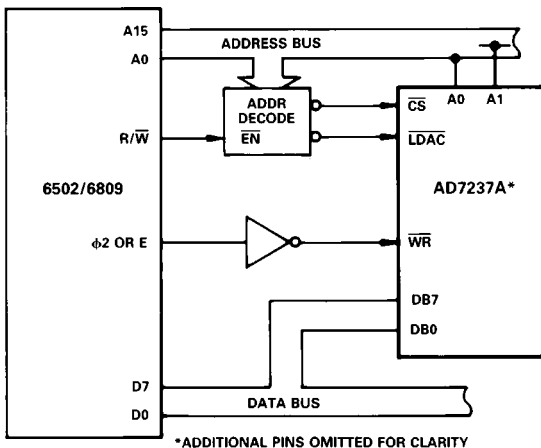 A15
ADDRESS BUS
A0
ADDR
DECODE
EN
R/W
6502/6809
φ2 OR E
D7
D0
DATA BUS
A0 A1
CS
LDAC
AD7237A*
WR
DB7
DB0
*ADDITIONAL PINS OMITTED FOR CLARITY